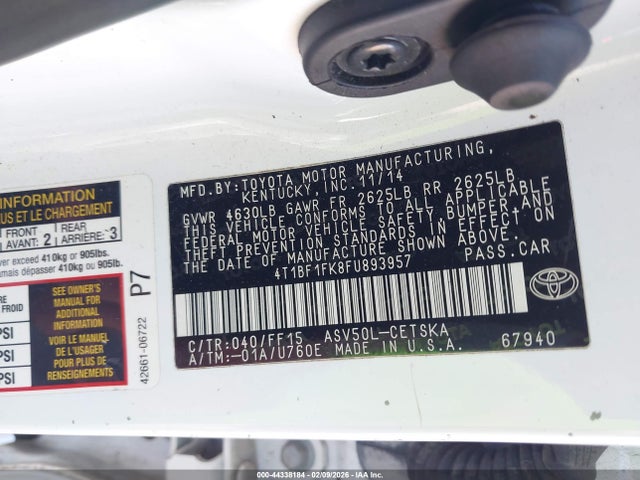 INFORMATION
US ET LE CHARGEMENT
FRONT
AVANT: 2
REAR
ARRIÈRE: 3
exceed 410kg or 905lbs.
dépasser 410kg ou 905lbs.
FROID
PSI
PSI
PSI
SEE OWNER'S
MANUAL FOR
ADDITIONAL
INFORMATION
VOIR LE MANUEL
DE L'USAGER
POUR PLUS DE
RENSEIGNEMENTS
42661-06722
P7
MFD.BY:TOYOTA MOTOR MANUFACTURING,
KENTUCKY, INC. 11/14
GVWR 4630LB GAWR FR 2625LB RR 2625LB
THIS VEHICLE CONFORMS TO ALL APPLICABLE
FEDERAL MOTOR VEHICLE SAFETY, BUMPER AND
THEFT PREVENTION STANDARDS IN EFFECT ON
THE DATE OF MANUFACTURE SHOWN ABOVE.
4T1BF1FK8FU893957 PASS.CAR
TOYOTA
C/TR:040/FF15 ASV50L-CETSKA
A/TM:-01A/U760E MADE IN U.S.A. 67940
000-44338184 - 02/09/2026 - IAAI